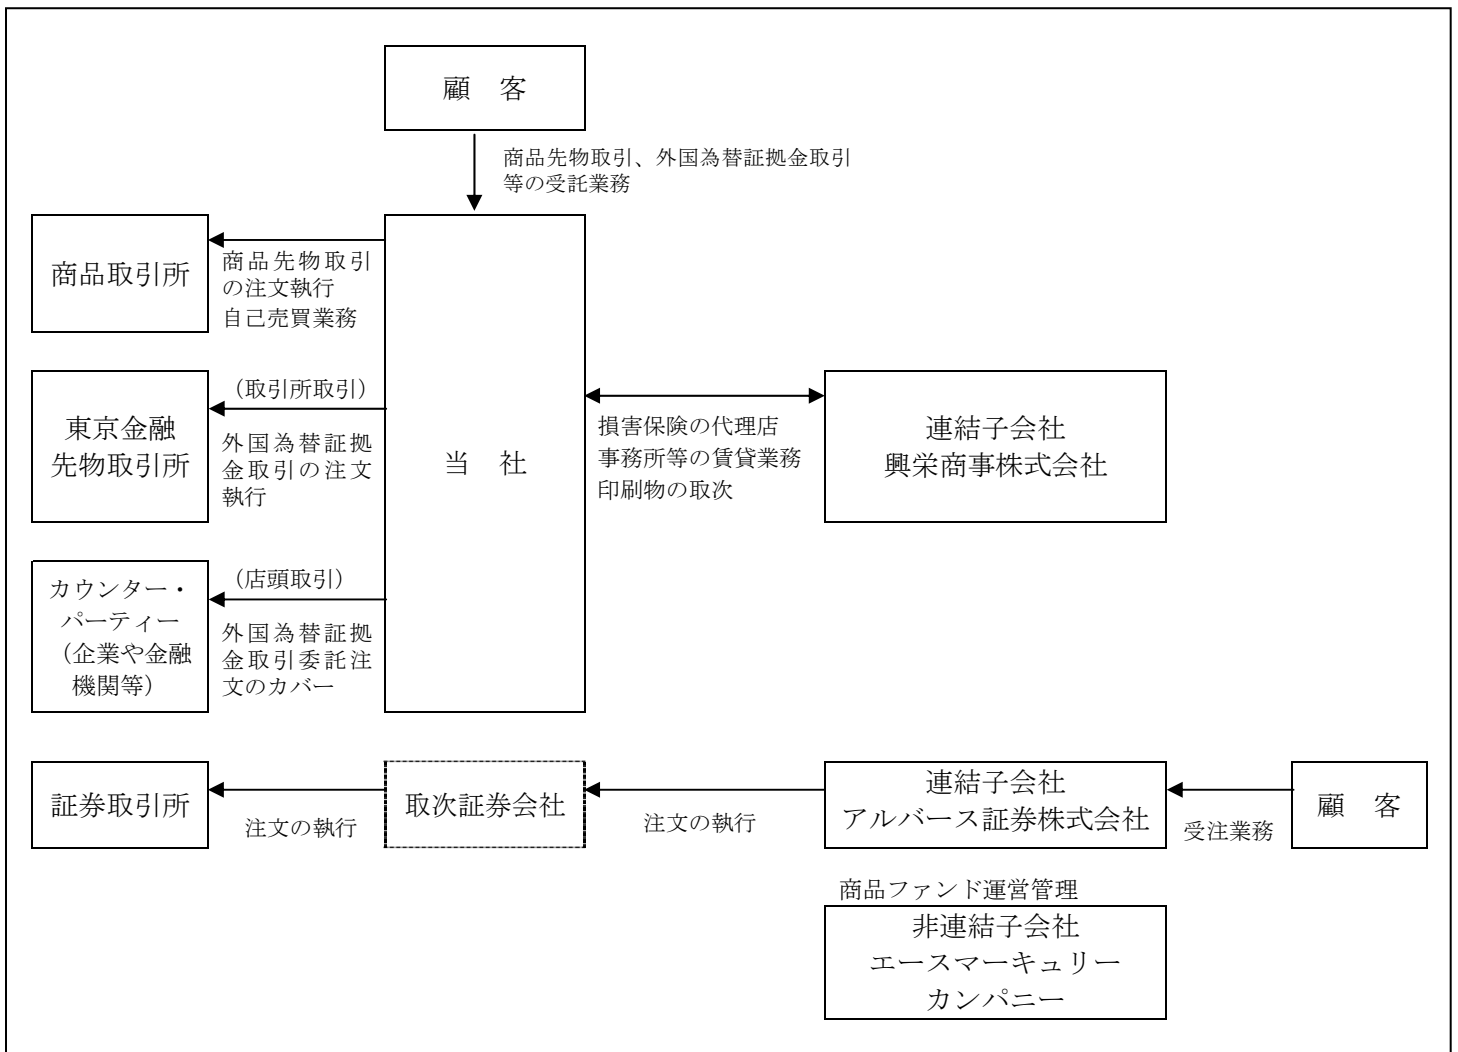 顧　客
商品先物取引、外国為替証拠金取引
等の受託業務
商品取引所
商品先物取引
の注文執行
自己売買業務
東京金融
先物取引所
（取引所取引）
外国為替証拠
金取引の注文
執行
当　社
損害保険の代理店
事務所等の賃貸業務
印刷物の取次
連結子会社
興栄商事株式会社
カウンター・
パーティー
（企業や金融
機関等）
（店頭取引）
外国為替証拠
金取引委託注
文のカバー
証券取引所
注文の執行
取次証券会社
注文の執行
連結子会社
アルバース証券株式会社
受注業務
顧　客
商品ファンド運営管理
非連結子会社
エースマーキュリー
カンパニー